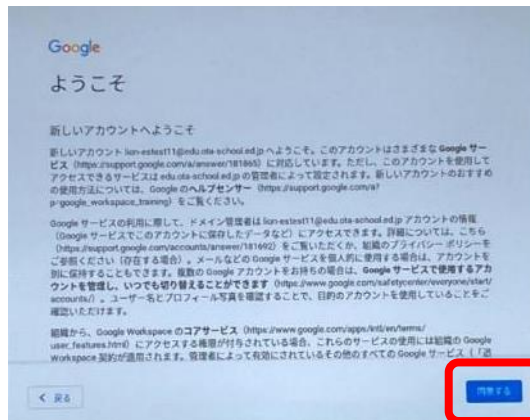 Google
ようこそ
新しいアカウントへようこそ
新しいアカウント lion-estest11@edu.ota-school.ed.jp へようこそ。このアカウントはさまざまな Google サー
ビス（https://support.google.com/a/answer/181865）に対応しています。ただし、このアカウントを使用して
アクセスできるサービスは edu.ota-school.ed.jp の管理者によって設定されます。新しいアカウントのおすすめ
の使用方法については、Google のヘルプセンター（https://support.google.com/a?
p=google_workspace_training）をご覧ください。
Google サービスの利用に際して、ドメイン管理者は lion-estest11@edu.ota-school.ed.jp アカウントの情報
（Google サービスでこのアカウントに保存したデータなど）にアクセスできます。詳細については、こちら
（https://support.google.com/accounts/answer/181692）をご覧いただくか、組織のプライバシー ポリシーを
ご参照ください（存在する場合）。メールなどの Google サービスを個人的に使用する場合は、アカウントを
別に保持することもできます。複数の Google アカウントをお持ちの場合は、Google サービスで使用するアカ
ウントを管理し、いつでも切り替えることができます（https://www.google.com/safetycenter/everyone/start/
accounts/）。ユーザー名とプロフィール写真を確認することで、目的のアカウントを使用していることをご
確認いただけます。
組織から、Google Workspace のコアサービス（https://www.google.com/apps/intl/en/terms/
user_features.html）にアクセスする権限が付与されている場合、これらのサービスの使用には組織の Google
Workspace 契約が適用されます。管理者によって有効にされているその他のすべての Google サービス（「追
戻る
同意する